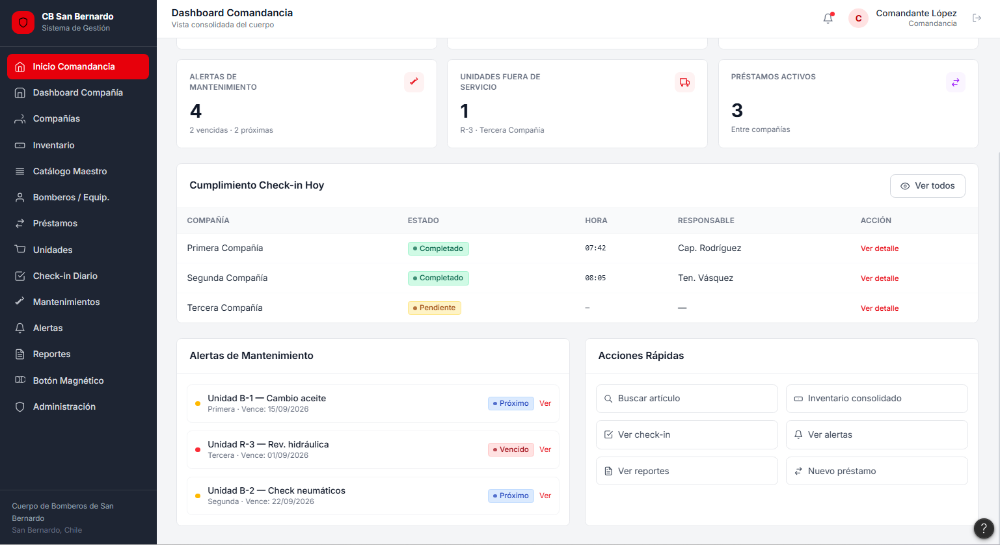 CB San Bernardo
Sistema de Gestión
Inicio Comandancia
Dashboard Compañía
Compañías
Inventario
Catálogo Maestro
Bomberos / Equip.
Préstamos
Unidades
Check-in Diario
Mantenimientos
Alertas
Reportes
Botón Magnético
Administración
Cuerpo de Bomberos de San
Bernardo
San Bernardo, Chile
Dashboard Comandancia
Vista consolidada del cuerpo
C
Comandante López
Comandancia
ALERTAS DE
MANTENIMIENTO
4
2 vencidas · 2 próximas
UNIDADES FUERA DE
SERVICIO
1
R-3 · Tercera Compañía
PRÉSTAMOS ACTIVOS
3
Entre compañías
Cumplimiento Check-in Hoy
Ver todos
COMPAÑÍA ESTADO HORA RESPONSABLE ACCIÓN
Primera Compañía Completado 07:42 Cap. Rodríguez Ver detalle
Segunda Compañía Completado 08:05 Ten. Vásquez Ver detalle
Tercera Compañía Pendiente — — Ver detalle
Alertas de Mantenimiento
Unidad B-1 — Cambio aceite
Primera · Vence: 15/09/2026
Próximo Ver
Unidad R-3 — Rev. hidráulica
Tercera · Vence: 01/09/2026
Vencido Ver
Unidad B-2 — Check neumáticos
Segunda · Vence: 22/09/2026
Próximo Ver
Acciones Rápidas
Buscar artículo
Inventario consolidado
Ver check-in
Ver alertas
Ver reportes
Nuevo préstamo
?